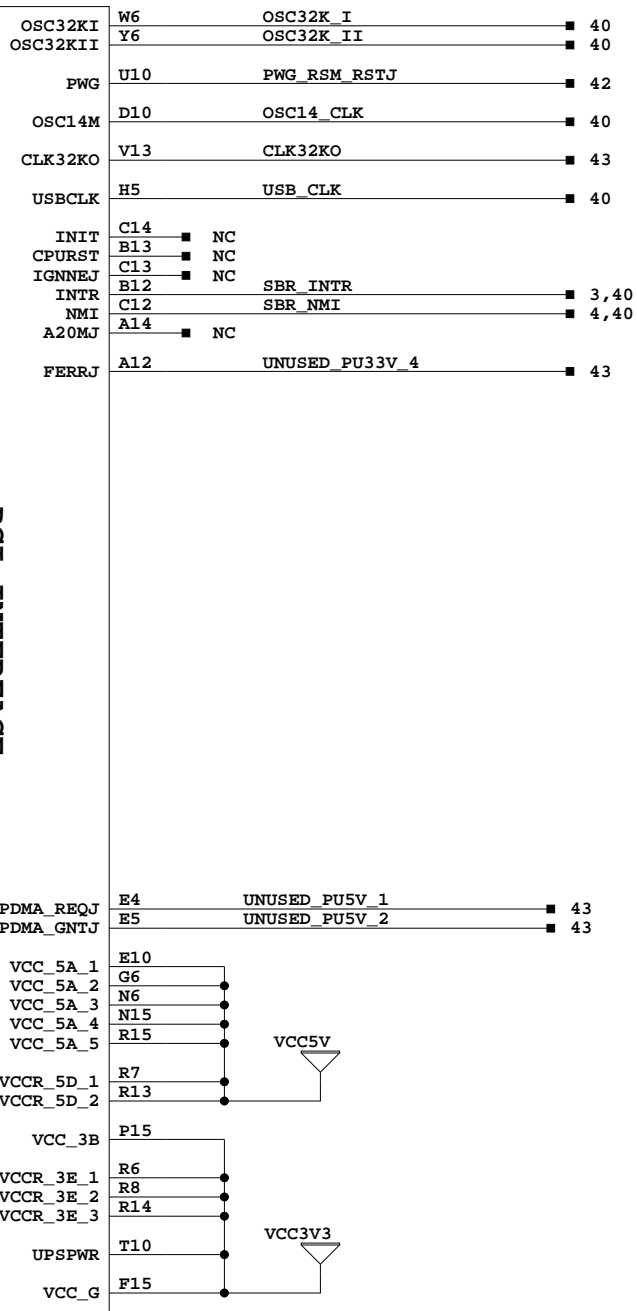 OSC32KI W6 OSC32K_I 40
OSC32KII Y6 OSC32K_II 40
PWG U10 PWG_RSM_RSTJ 42
OSC14M D10 OSC14_CLK 40
CLK32KO V13 CLK32KO 43
USBCLK H5 USB_CLK 40
INIT C14 NC
CPURST B13 NC
IGNNEJ C13 NC
INTR B12 SBR_INTR 3,40
NMI C12 SBR_NMI 4,40
A20MJ A14 NC
FERRJ A12 UNUSED_PU33V_4 43
PDMA_REQJ E4 UNUSED_PU5V_1 43
PDMA_GNTJ E5 UNUSED_PU5V_2 43
VCC_5A_1 E10
VCC_5A_2 G6
VCC_5A_3 N6
VCC_5A_4 N15
VCC_5A_5 R15
VCC5V
VCCR_5D_1 R7
VCCR_5D_2 R13
VCC_3B P15
VCCR_3E_1 R6
VCCR_3E_2 R8
VCCR_3E_3 R14
VCC3V3
UPSPWR T10
VCC_G F15